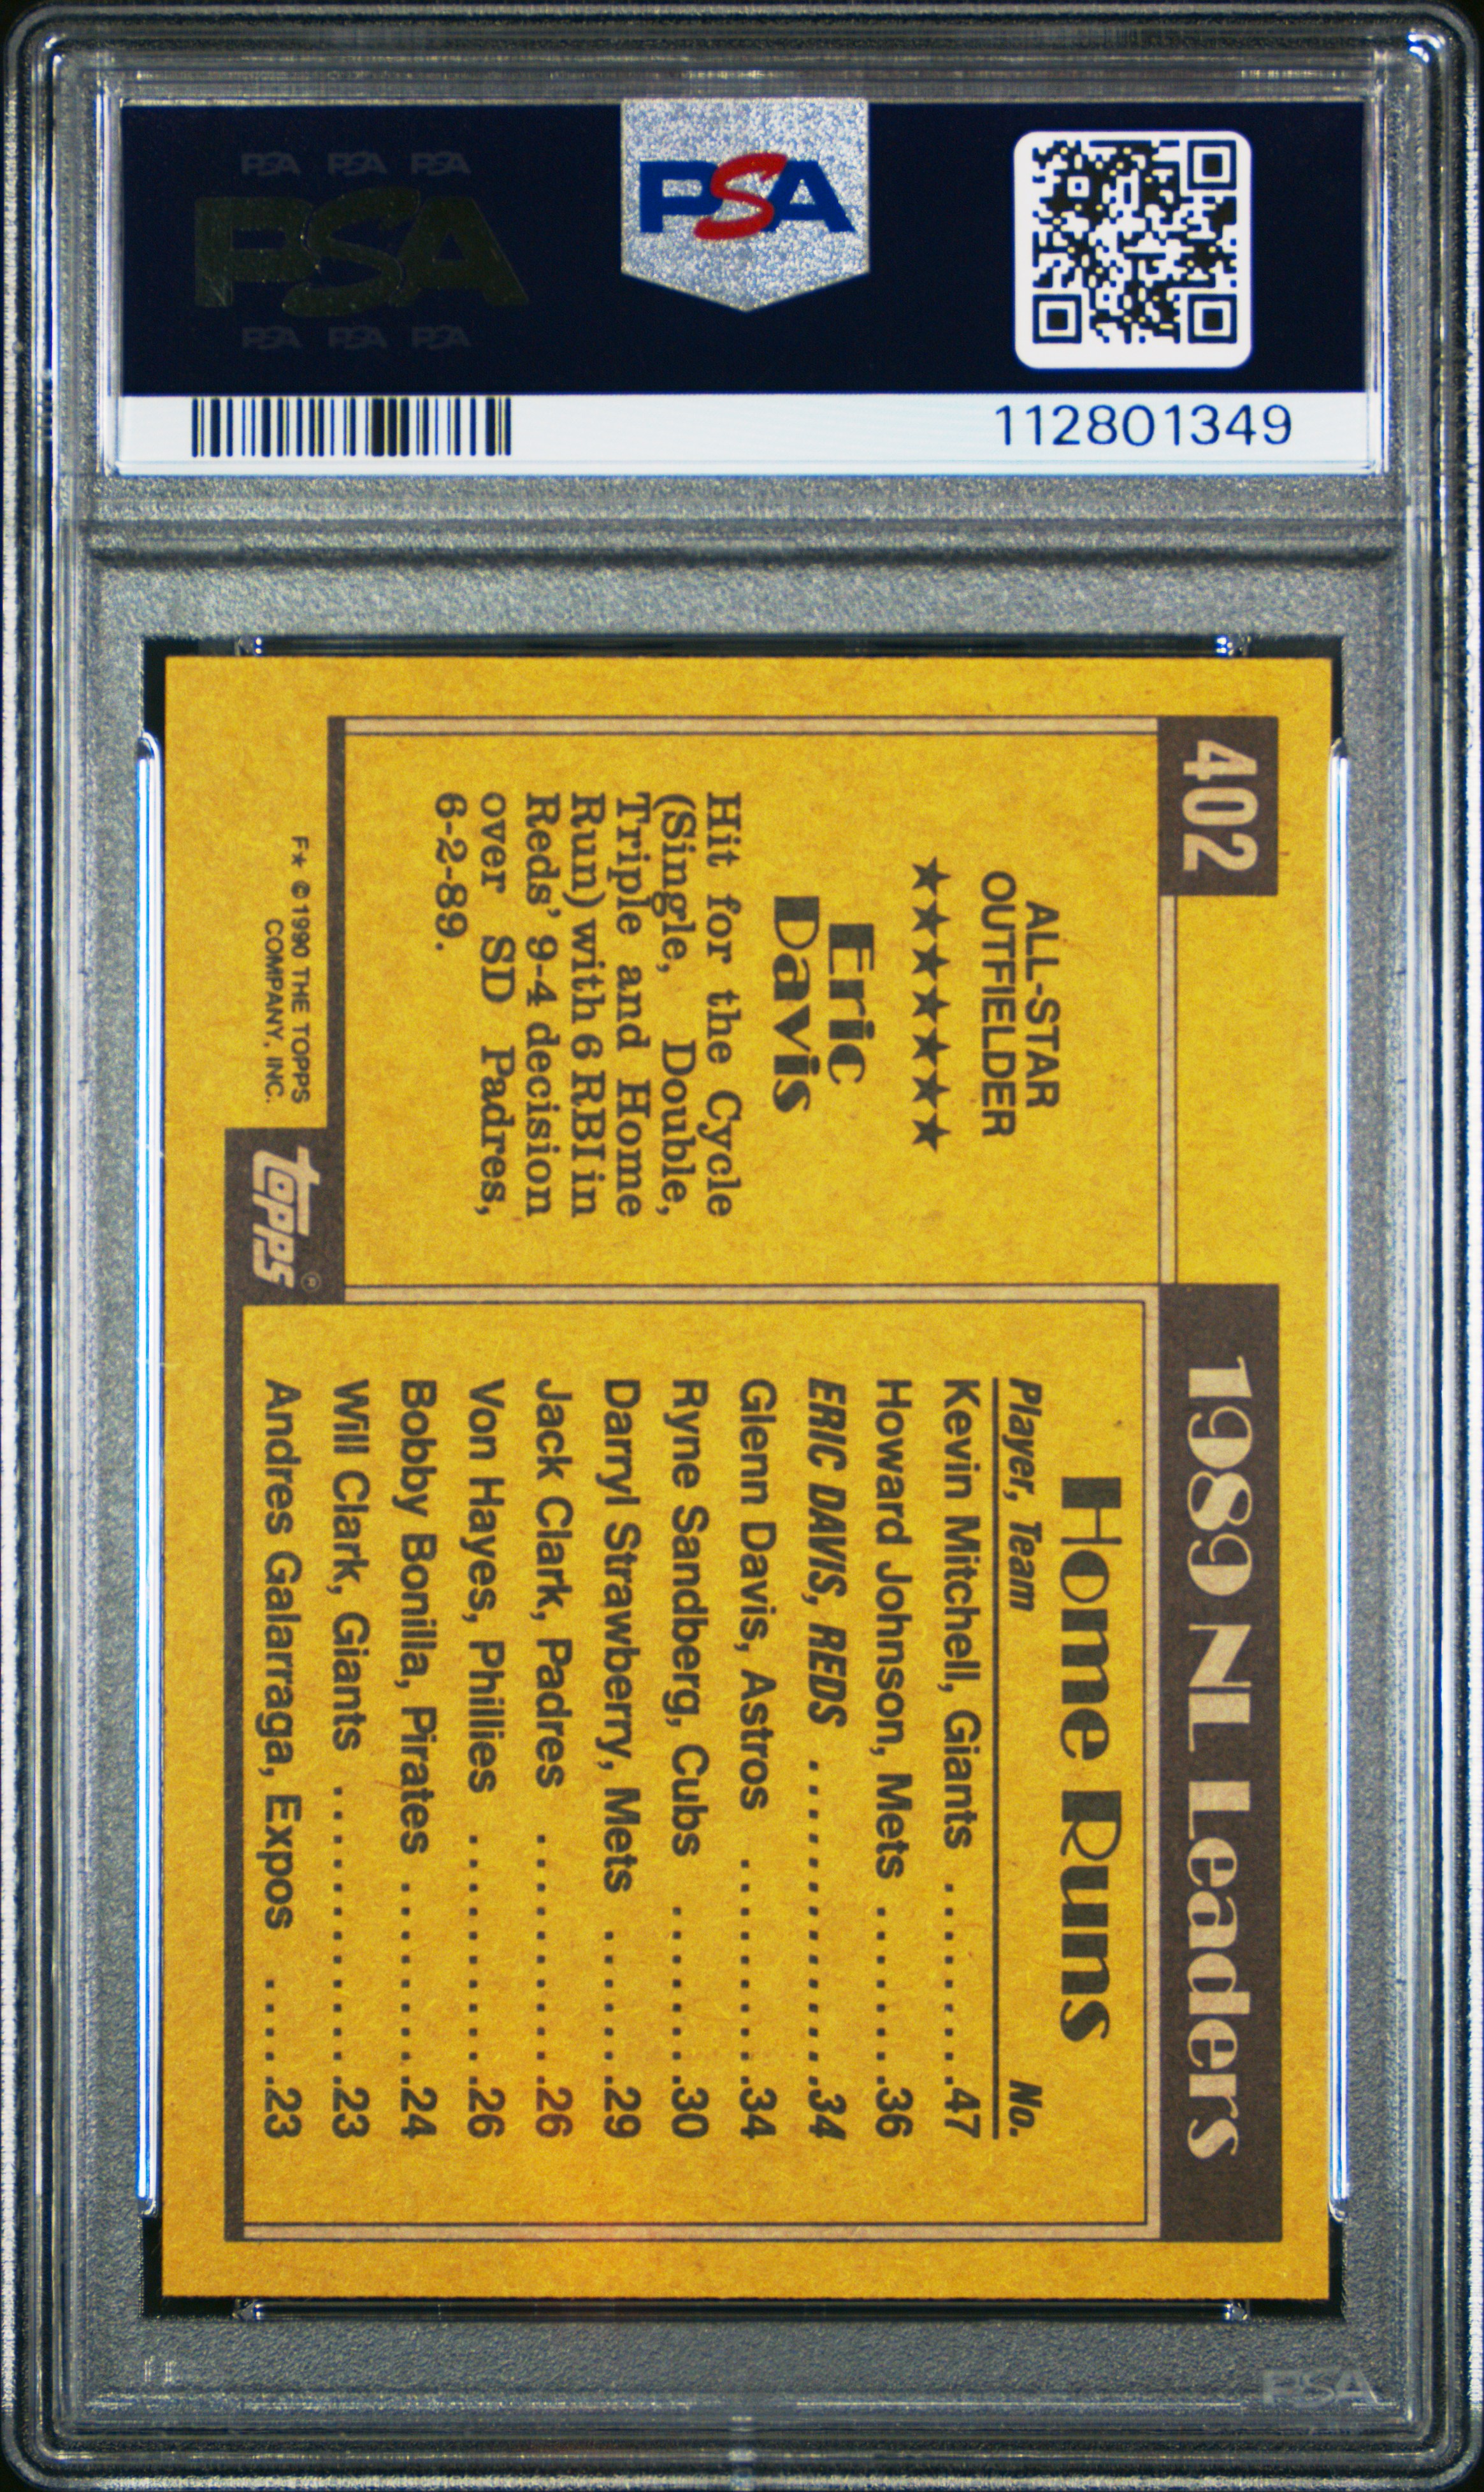 PSA PSA PSA
PSA
PSA PSA PSA
PSA
112801349
402
ALL-STAR
OUTFIELDER
★★★★★★★
Eric
Davis
Hit for the Cycle
(Single, Double,
Triple and Home
Run) with 6 RBI in
Reds' 9-4 decision
over SD Padres,
6-2-89.
F★ ©1990 THE TOPPS
COMPANY, INC.
topps®
1989 NL Leaders
Home Runs
Player, Team No.
Kevin Mitchell, Giants ........47
Howard Johnson, Mets .......36
ERIC DAVIS, REDS ............34
Glenn Davis, Astros .........34
Ryne Sandberg, Cubs .......30
Darryl Strawberry, Mets ......29
Jack Clark, Padres ..........26
Von Hayes, Phillies ..........26
Bobby Bonilla, Pirates ........24
Will Clark, Giants ............23
Andres Galarraga, Expos .....23
PSA